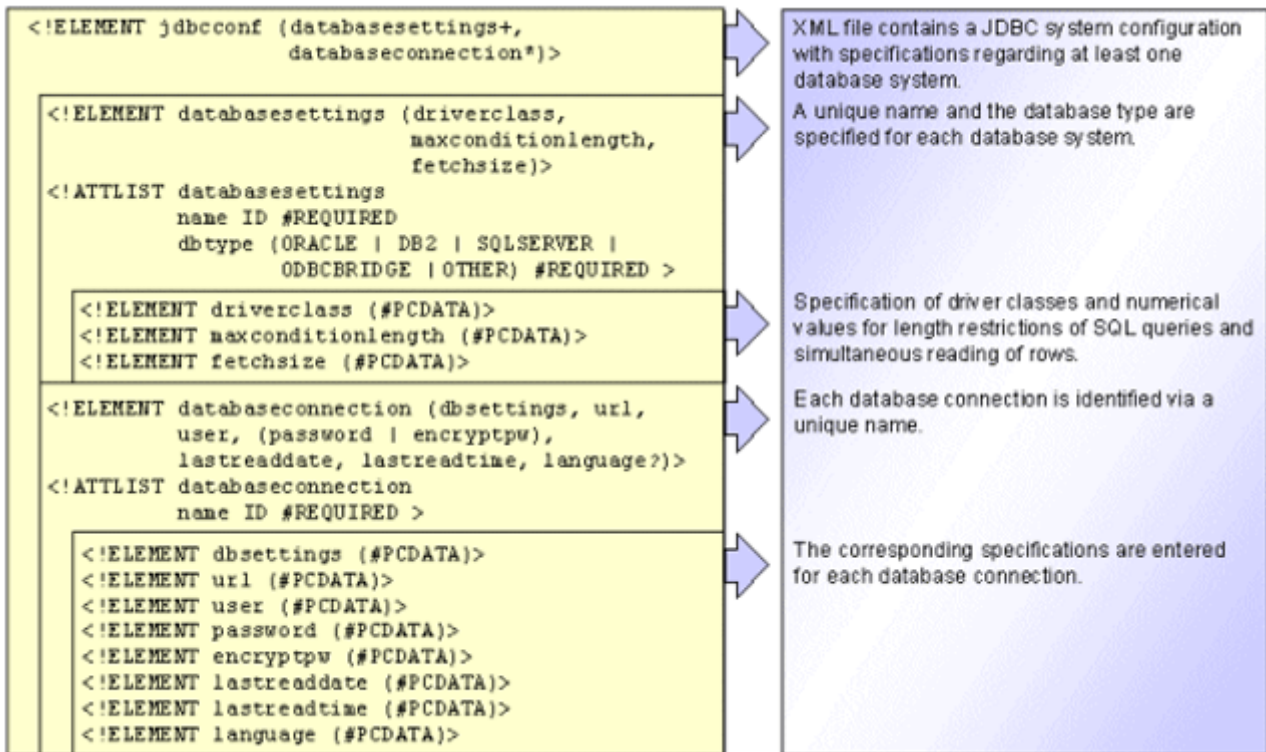 <!ELEMENT jdbcconf (databasesettings+,
databaseconnection*)>
XML file contains a JDBC system configuration
with specifications regarding at least one
database system.
<!ELEMENT databasesettings (driverclass,
maxconditionlength,
fetchsize)>
<!ATTLIST databasesettings
name ID #REQUIRED
dbtype (ORACLE | DB2 | SQLSERVER |
ODBCBRIDGE | OTHER) #REQUIRED >
A unique name and the database type are
specified for each database system.
<!ELEMENT driverclass (#PCDATA)>
<!ELEMENT maxconditionlength (#PCDATA)>
<!ELEMENT fetchsize (#PCDATA)>
Specification of driver classes and numerical
values for length restrictions of SQL queries and
simultaneous reading of rows.
<!ELEMENT databaseconnection (dbsettings, url,
user, (password | encryptpw),
lastreaddate, lastreadtime, language?)>
<!ATTLIST databaseconnection
name ID #REQUIRED >
Each database connection is identified via a
unique name.
<!ELEMENT dbsettings (#PCDATA)>
<!ELEMENT url (#PCDATA)>
<!ELEMENT user (#PCDATA)>
<!ELEMENT password (#PCDATA)>
<!ELEMENT encryptpw (#PCDATA)>
<!ELEMENT lastreaddate (#PCDATA)>
<!ELEMENT lastreadtime (#PCDATA)>
<!ELEMENT language (#PCDATA)>
The corresponding specifications are entered
for each database connection.